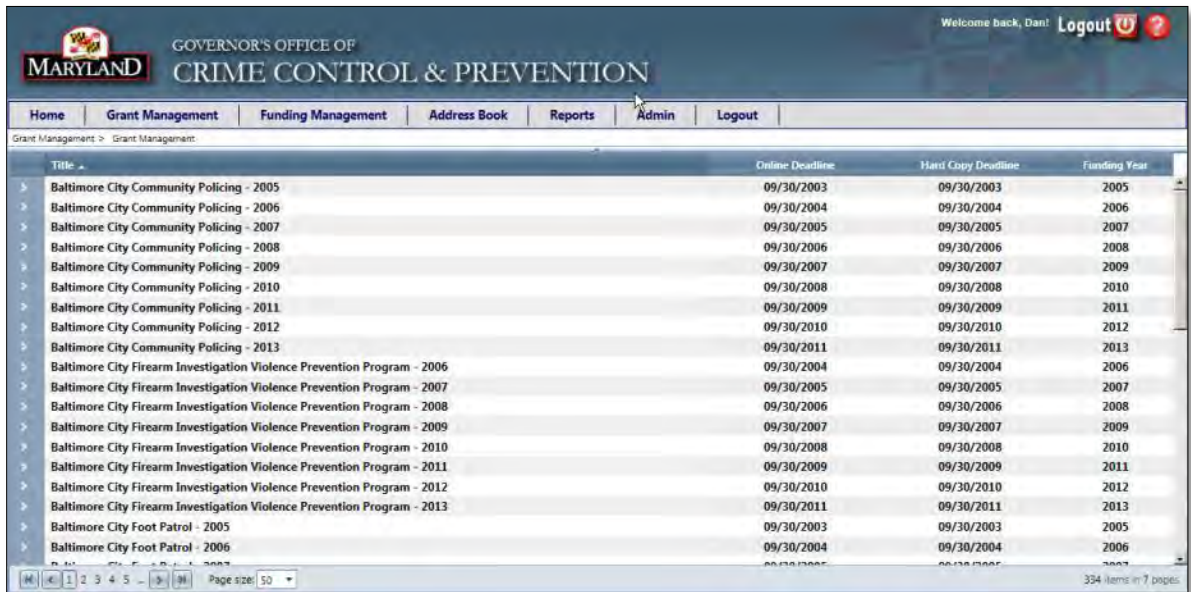 Welcome back, Dan! Logout
MARYLAND
GOVERNOR'S OFFICE OF
CRIME CONTROL & PREVENTION
Home Grant Management Funding Management Address Book Reports Admin Logout
Grant Management > Grant Management
Title Online Deadline Hard Copy Deadline Funding Year
Baltimore City Community Policing - 2005 09/30/2003 09/30/2003 2005
Baltimore City Community Policing - 2006 09/30/2004 09/30/2004 2006
Baltimore City Community Policing - 2007 09/30/2005 09/30/2005 2007
Baltimore City Community Policing - 2008 09/30/2006 09/30/2006 2008
Baltimore City Community Policing - 2009 09/30/2007 09/30/2007 2009
Baltimore City Community Policing - 2010 09/30/2008 09/30/2008 2010
Baltimore City Community Policing - 2011 09/30/2009 09/30/2009 2011
Baltimore City Community Policing - 2012 09/30/2010 09/30/2010 2012
Baltimore City Community Policing - 2013 09/30/2011 09/30/2011 2013
Baltimore City Firearm Investigation Violence Prevention Program - 2006 09/30/2004 09/30/2004 2006
Baltimore City Firearm Investigation Violence Prevention Program - 2007 09/30/2005 09/30/2005 2007
Baltimore City Firearm Investigation Violence Prevention Program - 2008 09/30/2006 09/30/2006 2008
Baltimore City Firearm Investigation Violence Prevention Program - 2009 09/30/2007 09/30/2007 2009
Baltimore City Firearm Investigation Violence Prevention Program - 2010 09/30/2008 09/30/2008 2010
Baltimore City Firearm Investigation Violence Prevention Program - 2011 09/30/2009 09/30/2009 2011
Baltimore City Firearm Investigation Violence Prevention Program - 2012 09/30/2010 09/30/2010 2012
Baltimore City Firearm Investigation Violence Prevention Program - 2013 09/30/2011 09/30/2011 2013
Baltimore City Foot Patrol - 2005 09/30/2003 09/30/2003 2005
Baltimore City Foot Patrol - 2006 09/30/2004 09/30/2004 2006
1 2 3 4 5 ... Page size: 50 334 items in 7 pages